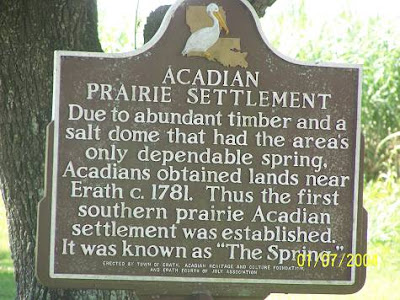 ACADIAN
PRAIRIE SETTLEMENT
Due to abundant timber and a
salt dome that had the area's
only dependable spring,
Acadians obtained lands near
Erath c. 1781. Thus the first
southern prairie Acadian
settlement was established.
It was known as "The Spring."
ERECTED BY TOWN OF ERATH, ACADIAN HERITAGE AND CULTURE FOUNDATION
AND ERATH FOURTH OF JULY ASSOCIATION
01/07/200